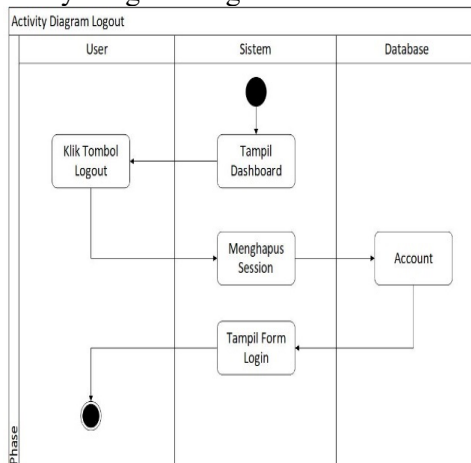 Activity Diagram Logout
User
Sistem
Database
Klik Tombol
Logout
Tampil
Dashboard
Menghapus
Session
Account
Tampil Form
Login
Phase